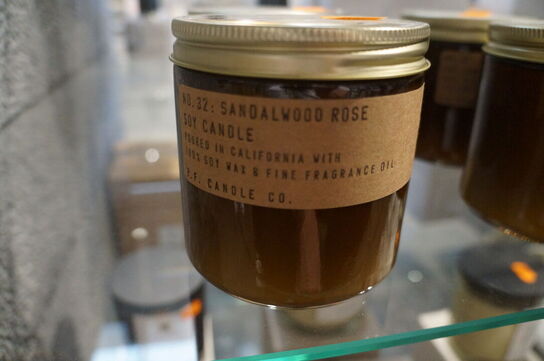 NO. 32: SANDALWOOD ROSE
SOY CANDLE
POURED IN CALIFORNIA WITH
100% SOY WAX & FINE FRAGRANCE OIL
P.F. CANDLE CO.